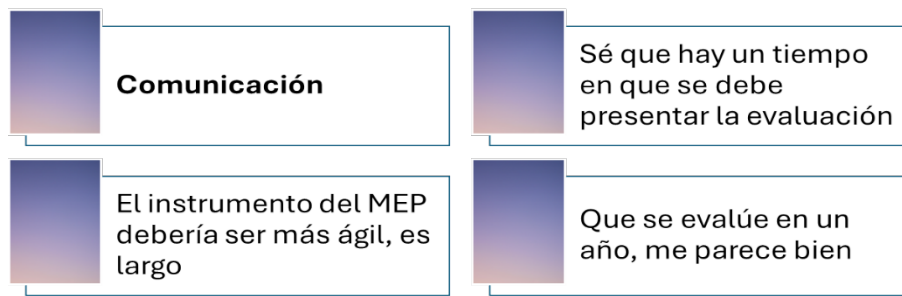 Comunicación
Sé que hay un tiempo
en que se debe
presentar la evaluación
El instrumento del MEP
debería ser más ágil, es
largo
Que se evalúe en un
año, me parece bien